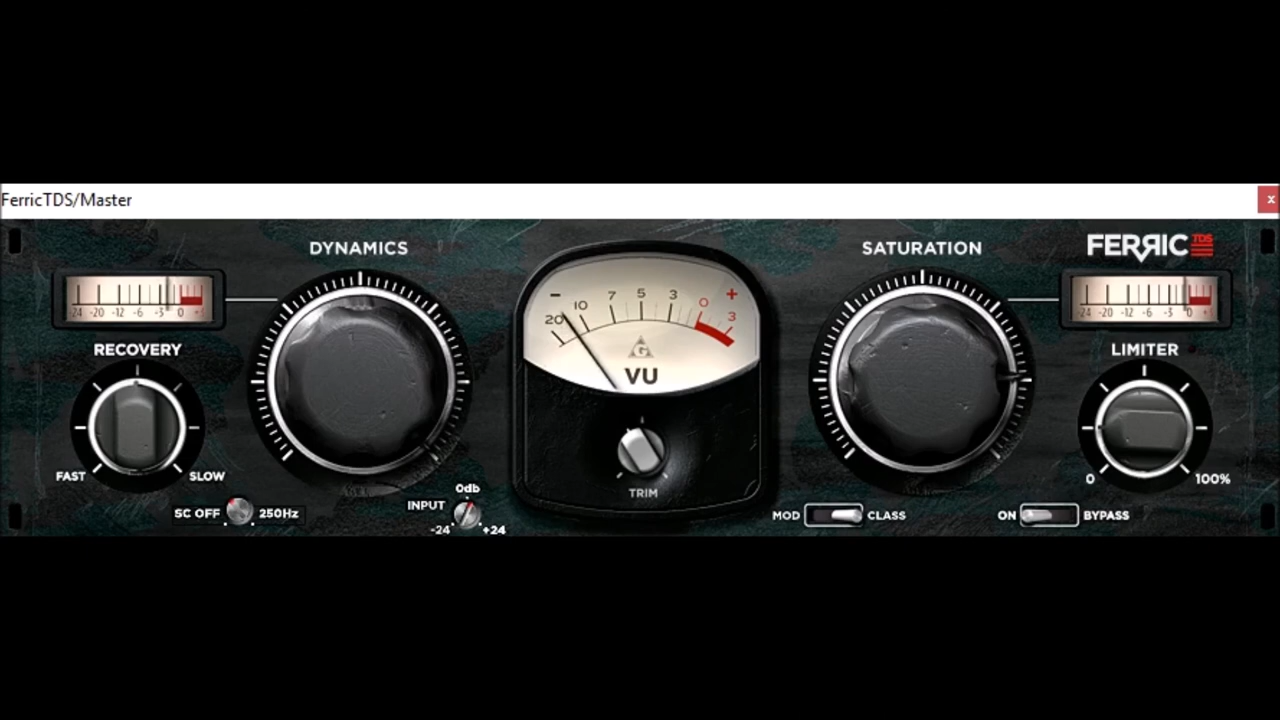 FerricTDS/Master
x
DYNAMICS
SATURATION
FERRIC TDS
24 -20 -12 -6 -3 0
- 20 10 7 5 3 0 3 +
VU
24 -20 -12 -6 -3 0
RECOVERY
LIMITER
FAST SLOW
0 100%
TRIM
SC OFF 250Hz
INPUT 0db
-24 +24
MOD CLASS
ON BYPASS